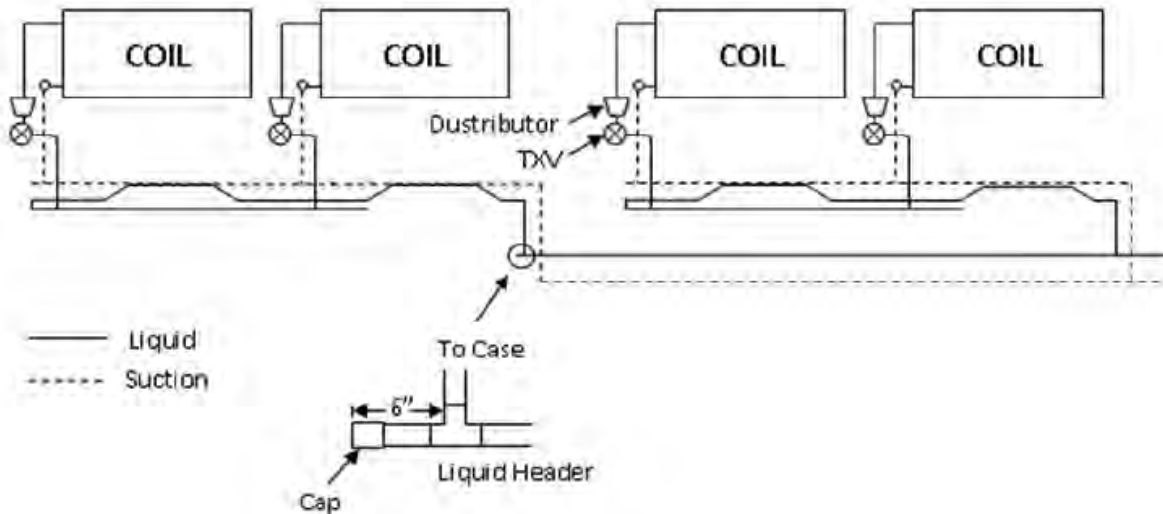 COIL
COIL
COIL
COIL
Dustributor
TXV
Liquid
Suction
To Case
6"
Liquid Header
Cap